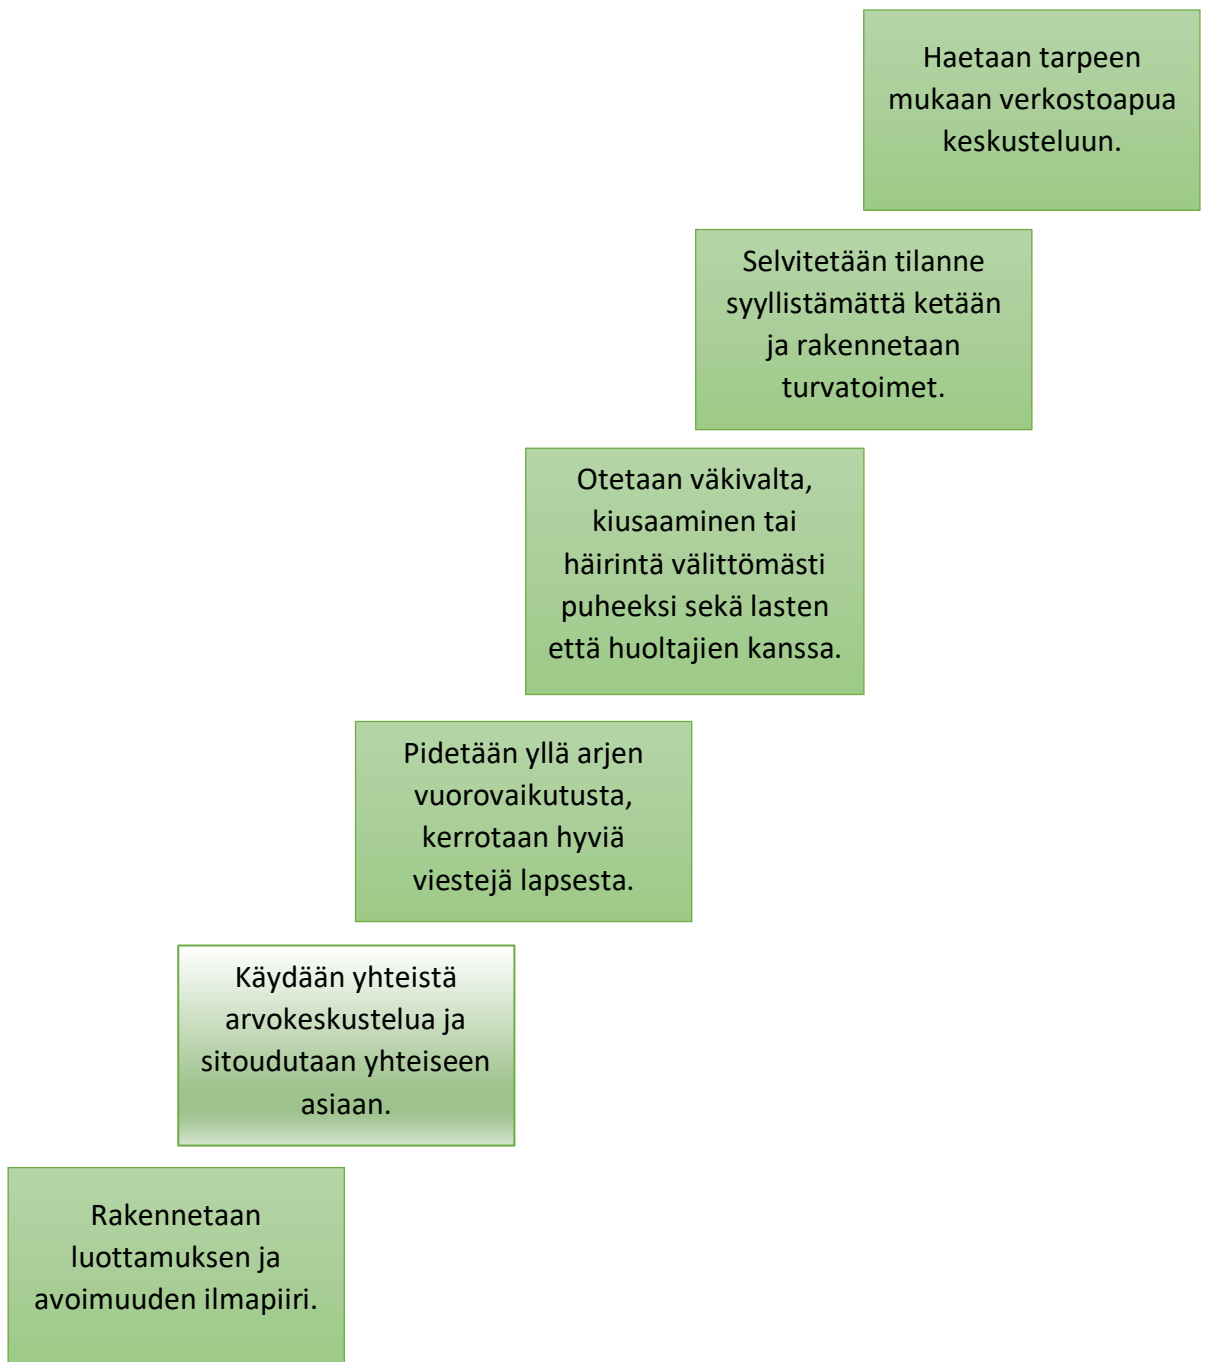 Haetaan tarpeen
mukaan verkostoapua
keskusteluun.
Selvitetään tilanne
syyllistämättä ketään
ja rakennetaan
turvatoimet.
Otetaan väkivalta,
kiusaaminen tai
häirintä välittömästi
puheeksi sekä lasten
että huoltajien kanssa.
Pidetään yllä arjen
vuorovaikutusta,
kerrotaan hyviä
viestejä lapsesta.
Käydään yhteistä
arvokeskustelua ja
sitoudutaan yhteiseen
asiaan.
Rakennetaan
luottamuksen ja
avoimuuden ilmapiiri.